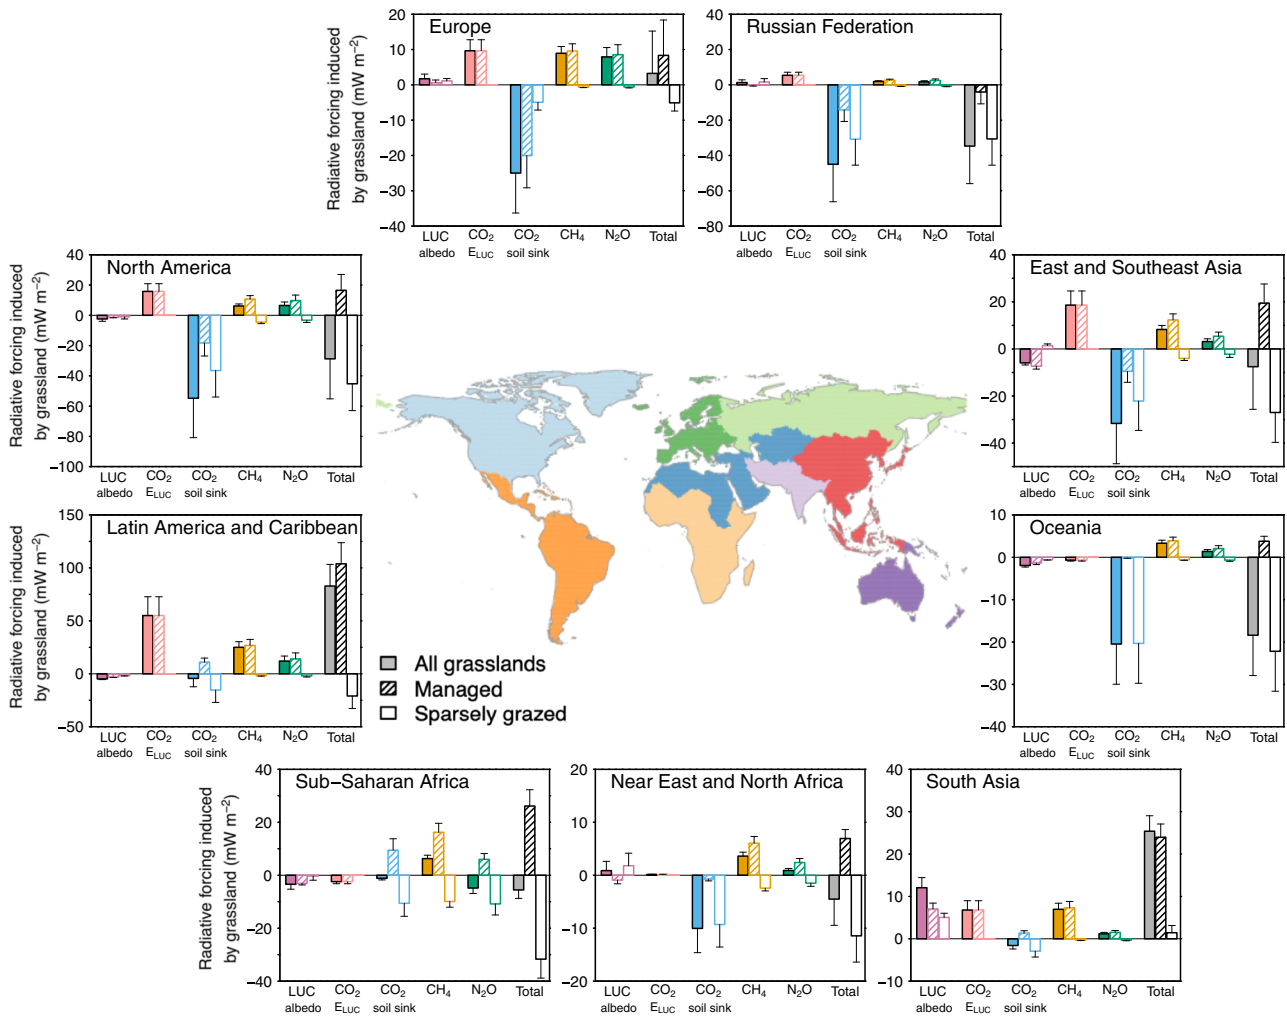 Europe
Radiative forcing induced
by grassland (mW m−2)
20
10
0
−10
−20
−30
−40
LUC CO2 CO2 CH4 N2O Total
albedo ELUC soil sink
Russian Federation
40
20
0
−20
−40
−60
−80
LUC CO2 CO2 CH4 N2O Total
albedo ELUC soil sink
North America
Radiative forcing induced
by grassland (mW m−2)
40
20
0
−20
−40
−60
−80
−100
LUC CO2 CO2 CH4 N2O Total
albedo ELUC soil sink
East and Southeast Asia
40
20
0
−20
−40
LUC CO2 CO2 CH4 N2O Total
albedo ELUC soil sink
Latin America and Caribbean
Radiative forcing induced
by grassland (mW m−2)
150
100
50
0
−50
LUC CO2 CO2 CH4 N2O Total
albedo ELUC soil sink
All grasslands
Managed
Sparsely grazed
Oceania
10
0
−10
−20
−30
−40
LUC CO2 CO2 CH4 N2O Total
albedo ELUC soil sink
Sub−Saharan Africa
Radiative forcing induced
by grassland (mW m−2)
40
20
0
−20
−40
LUC CO2 CO2 CH4 N2O Total
albedo ELUC soil sink
Near East and North Africa
20
10
0
−10
−20
LUC CO2 CO2 CH4 N2O Total
albedo ELUC soil sink
South Asia
40
30
20
10
0
−10
LUC CO2 CO2 CH4 N2O Total
albedo ELUC soil sink